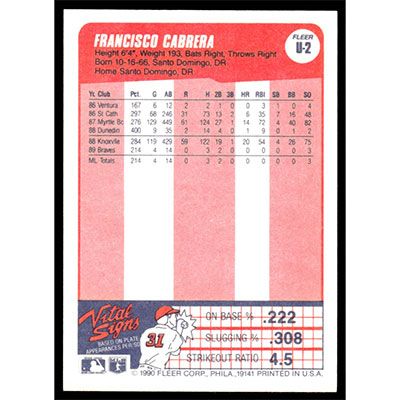 FRANCISCO CABRERA
FLEER
U-2
Height 6'4", Weight 193, Bats Right, Throws Right
Born 10-16-66, Santo Domingo, DR
Home Santo Domingo, DR
Yr. Club Pct G AB R H 2B 3B HR RBI SB BB SO
86 Ventura 167 6 12 2 2 1 0 0 3 1 0 4
86 St Cath 297 68 246 31 73 13 2 6 35 7 16 48
87 Myrtle Bc 276 129 449 61 124 27 1 14 72 4 40 82
88 Dunedin 400 9 35 2 14 4 0 1 9 0 1 2
88 Knoxville 284 119 429 59 122 19 1 20 54 4 26 75
89 Braves 214 4 14 0 3 2 0 0 0 0 0 3
ML Totals 214 4 14 0 3 2 0 0 0 0 0 3
Vital
Signs
BASED ON PLATE
APPEARANCES PER SO
31
ON BASE % .222
SLUGGING % .308
STRIKEOUT RATIO 4.5
© 1990 FLEER CORP., PHILA., 19141 PRINTED IN U.S.A.